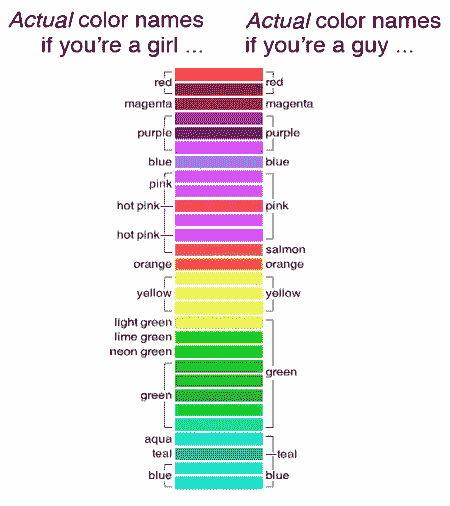 Actual color names
if you're a girl ...
Actual color names
if you're a guy ...
red
red
magenta
magenta
purple
purple
blue
blue
pink
hot pink
pink
hot pink
salmon
orange
orange
yellow
yellow
light green
lime green
neon green
green
green
aqua
teal
teal
blue
blue